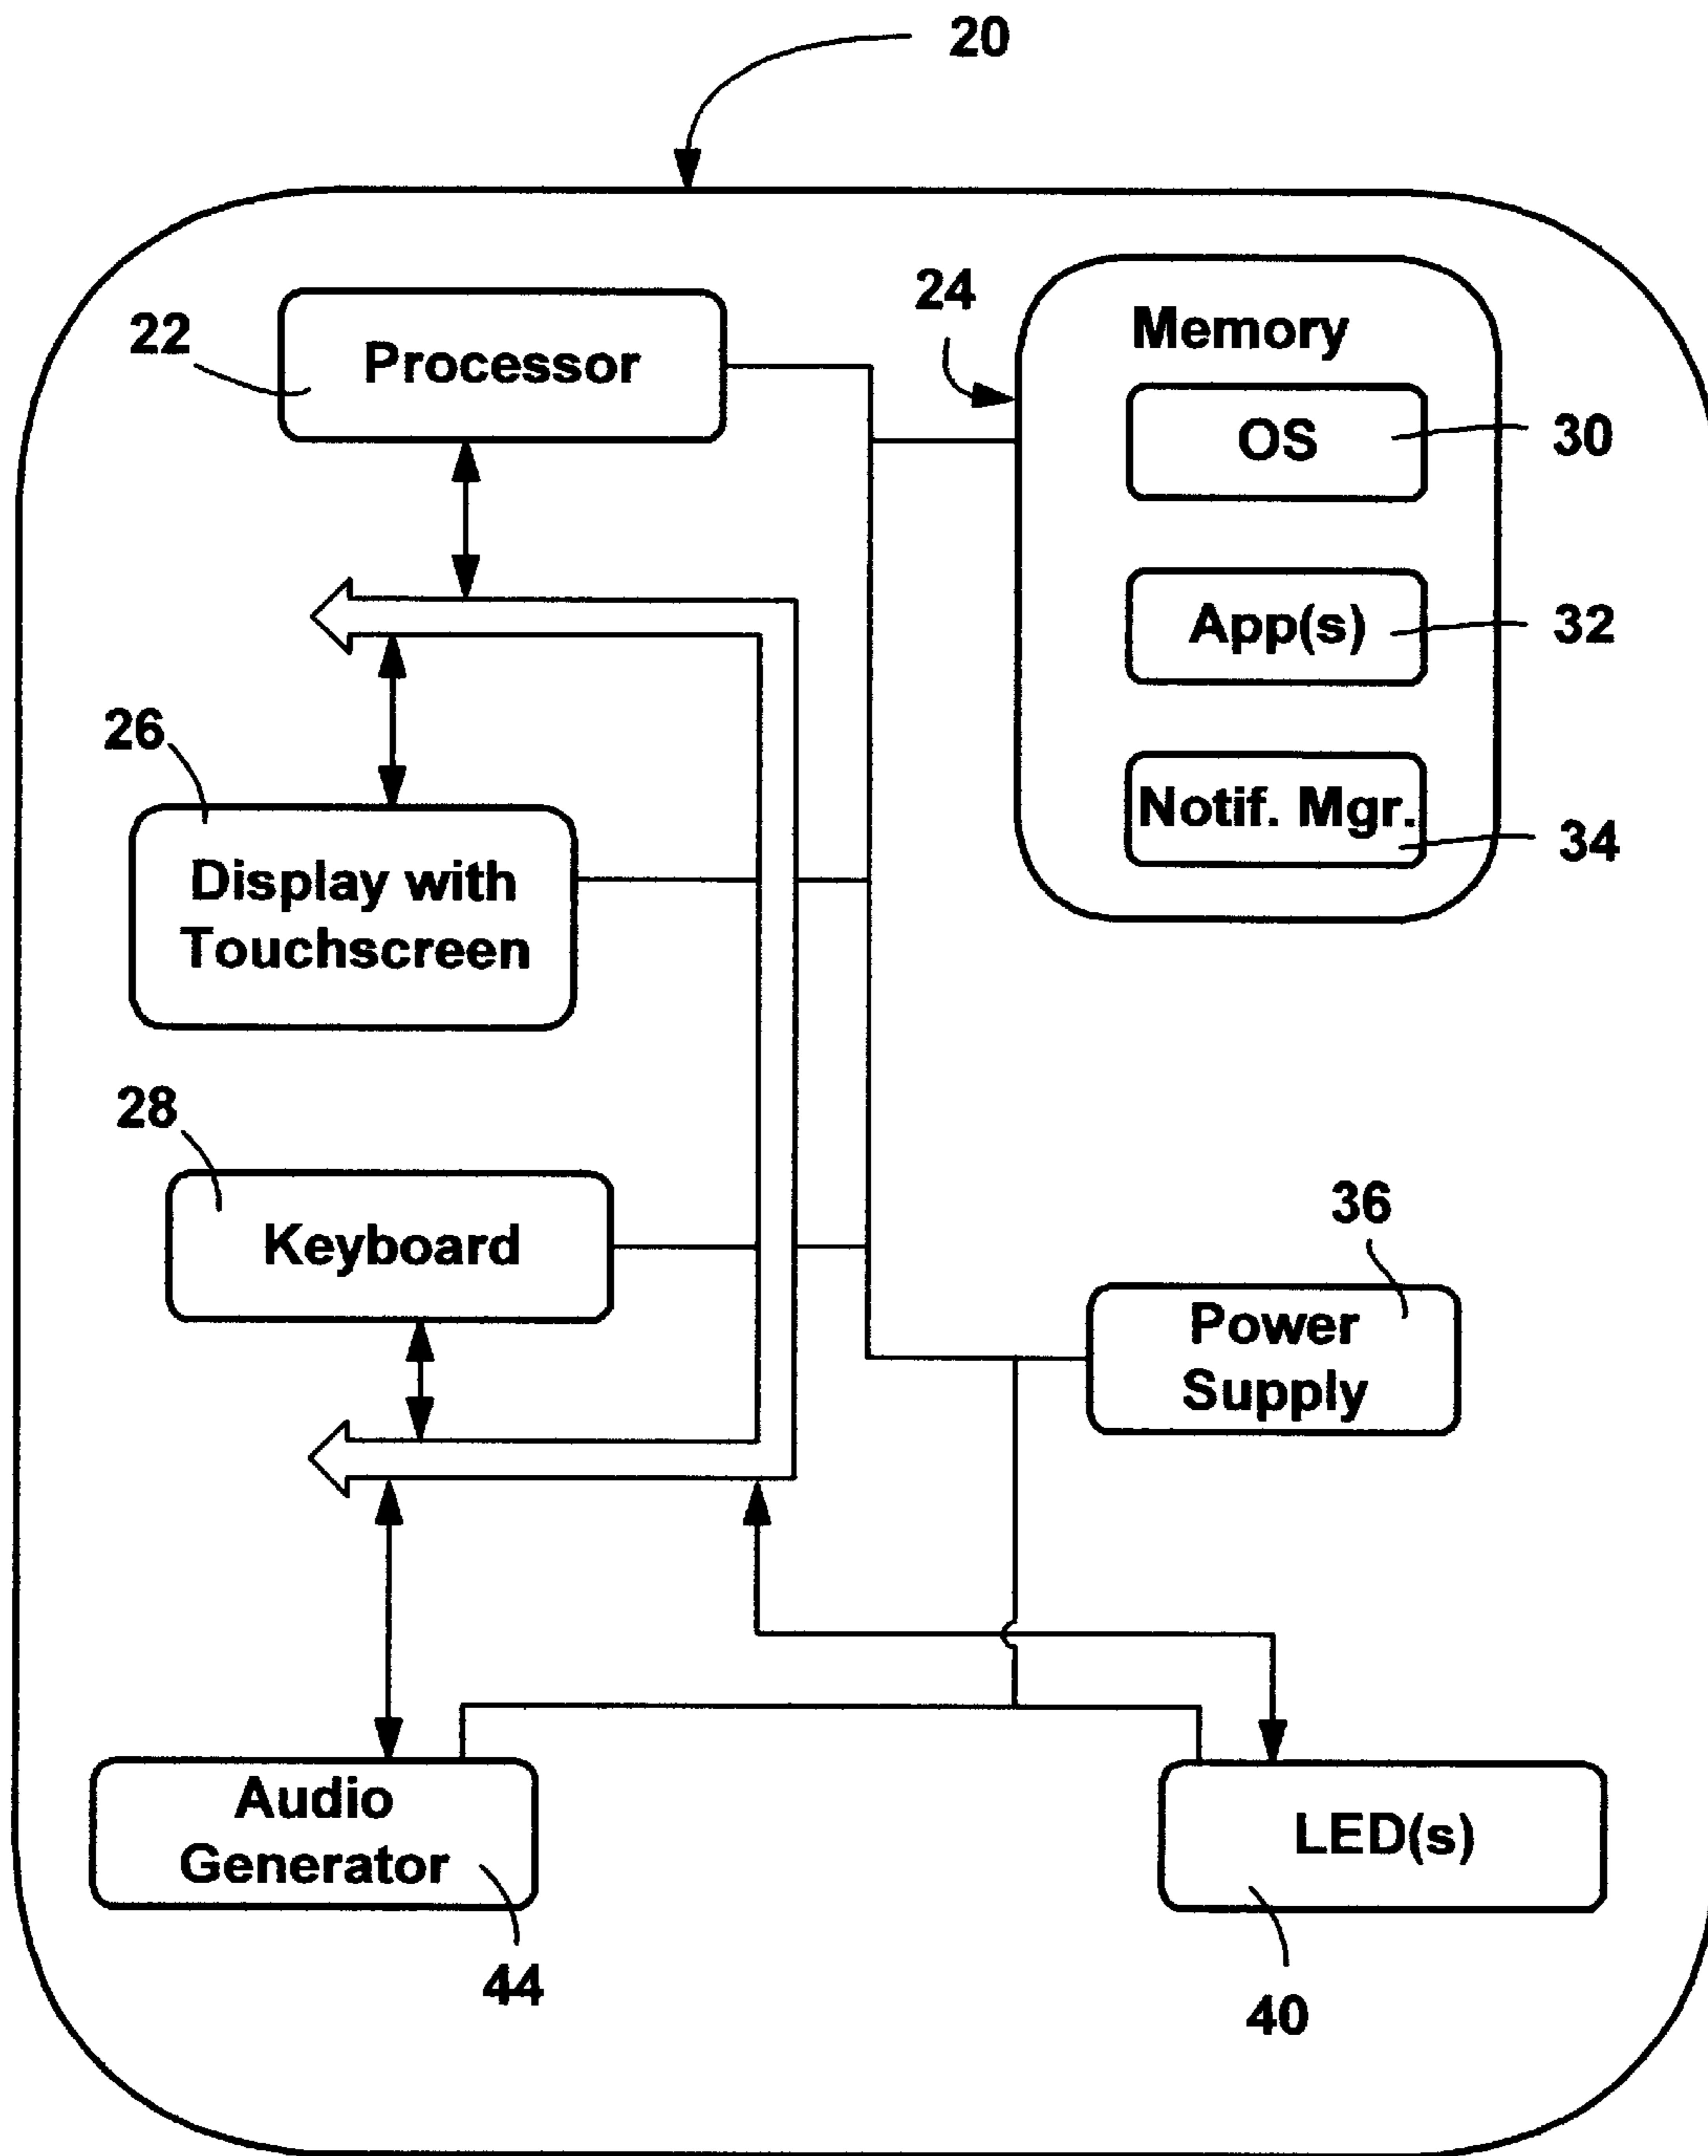 20
24
Memory
22
Processor
OS
30
App(s)
32
26
Notif. Mgr.
34
Display with
Touchscreen
28
Keyboard
36
Power
Supply
Audio
Generator
LED(s)
44
40